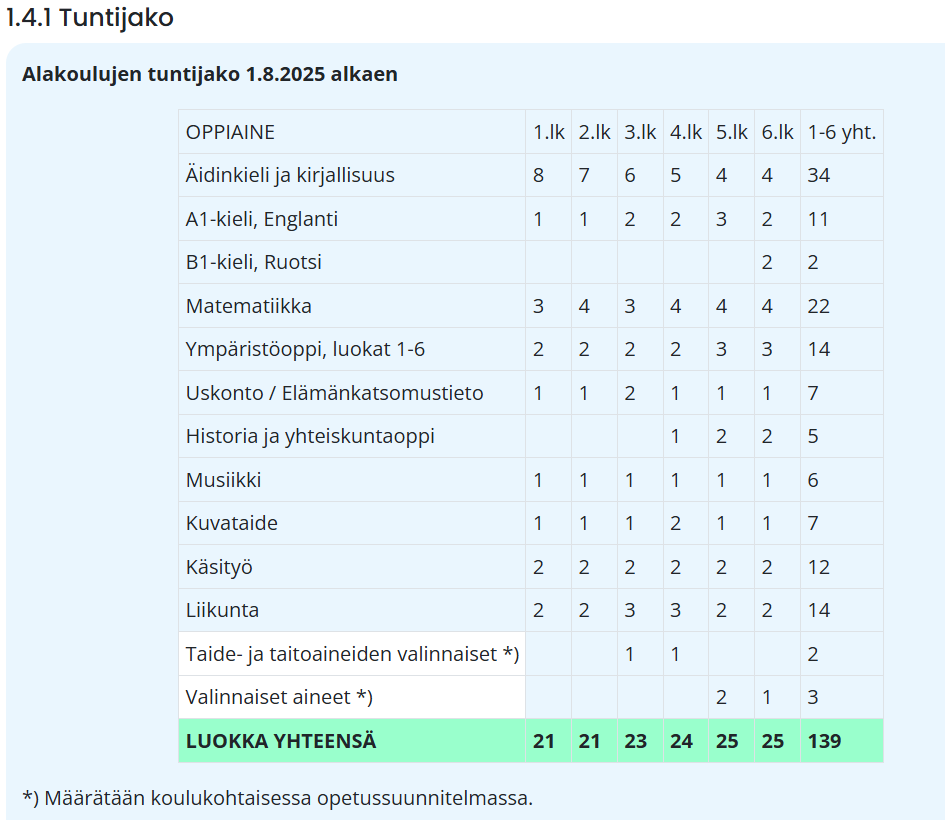 1.4.1 Tuntijako
Alakoulujen tuntijako 1.8.2025 alkaen
OPPIAINE 1.lk 2.lk 3.lk 4.lk 5.lk 6.lk 1-6 yht.
Äidinkieli ja kirjallisuus 8 7 6 5 4 4 34
A1-kieli, Englanti 1 1 2 2 3 2 11
B1-kieli, Ruotsi 2 2
Matematiikka 3 4 3 4 4 4 22
Ympäristöoppi, luokat 1-6 2 2 2 2 3 3 14
Uskonto / Elämänkatsomustieto 1 1 2 1 1 1 7
Historia ja yhteiskuntaoppi 1 2 2 5
Musiikki 1 1 1 1 1 1 6
Kuvataide 1 1 1 2 1 1 7
Käsityö 2 2 2 2 2 2 12
Liikunta 2 2 3 3 2 2 14
Taide- ja taitoaineiden valinnaiset *) 1 1 2
Valinnaiset aineet *) 2 1 3
LUOKKA YHTEENSÄ 21 21 23 24 25 25 139
*) Määrätään koulukohtaisessa opetussuunnitelmassa.